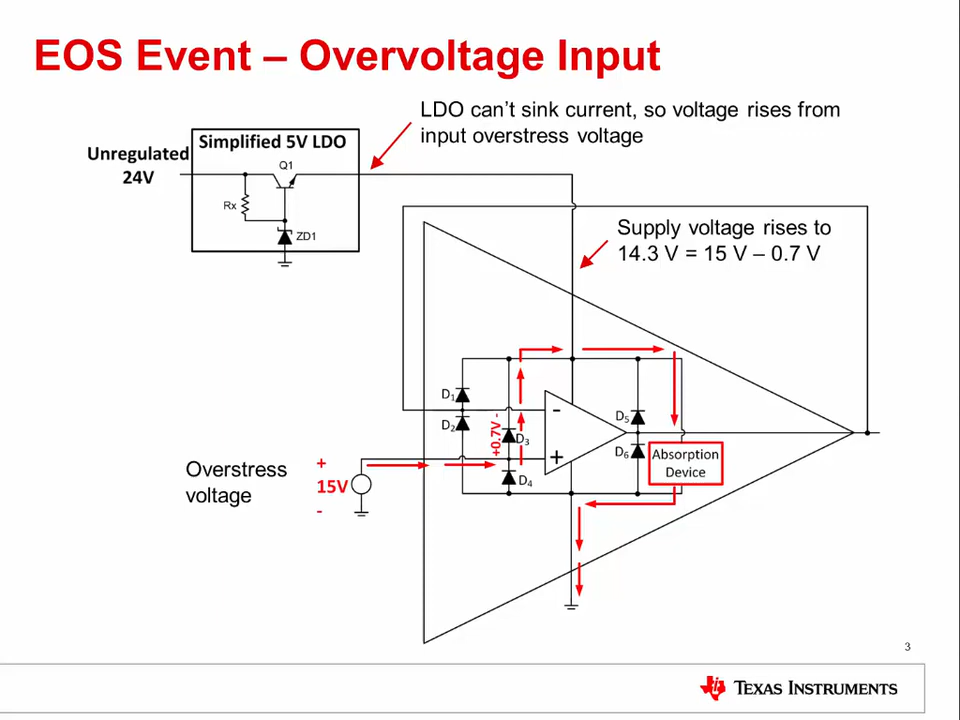 EOS Event – Overvoltage Input
LDO can't sink current, so voltage rises from
input overstress voltage
Simplified 5V LDO
Unregulated
24V
Q1
Rx
ZD1
Supply voltage rises to
14.3 V = 15 V – 0.7 V
D1
D2
+0.7V -
D3
D4
-
+
D5
D6
Absorption
Device
Overstress
voltage
+
15V
-
3
TEXAS INSTRUMENTS